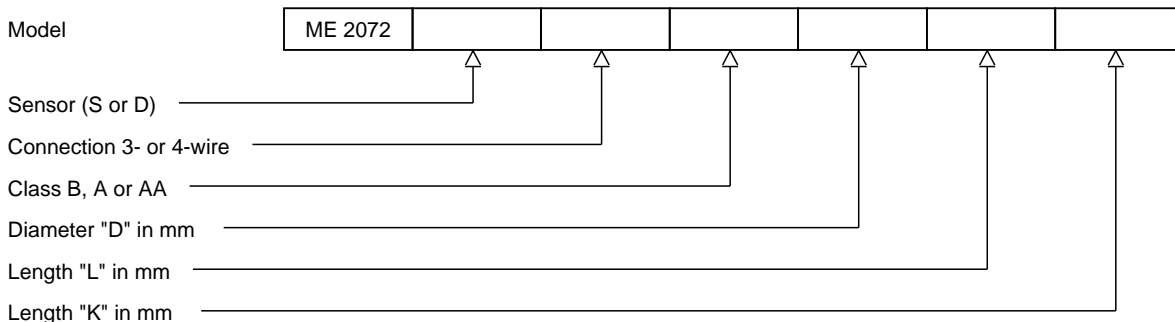 Model ME 2072
Sensor (S or D)
Connection 3- or 4-wire
Class B, A or AA
Diameter "D" in mm
Length "L" in mm
Length "K" in mm